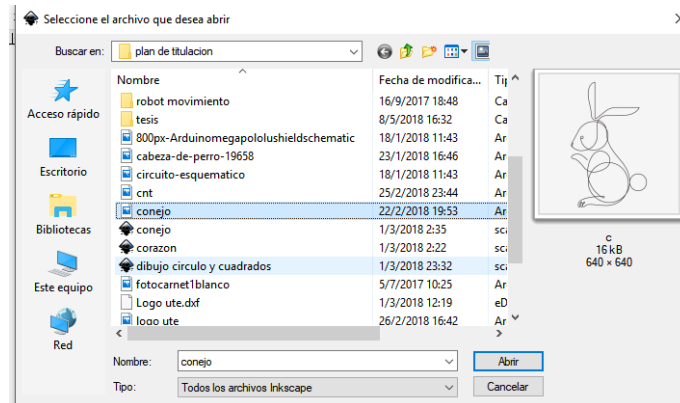 Seleccione el archivo que desea abrir
Buscar en: plan de titulacion
Nombre Fecha de modifica... Tip
Acceso rápido
Escritorio
Bibliotecas
Este equipo
Red
robot movimiento 16/9/2017 18:48 Ca
tesis 8/5/2018 16:32 Ca
800px-Arduinomegapololushieldschematic 18/1/2018 11:43 Ar
cabeza-de-perro-19658 23/1/2018 16:46 Ar
circuito-esquematico 18/1/2018 11:43 Ar
cnt 25/2/2018 23:44 Ar
conejo 22/2/2018 19:53 Ar
conejo 1/3/2018 2:35 sca
corazon 1/3/2018 2:22 sca
dibujo circulo y cuadrados 1/3/2018 23:32 sca
fotocarnet1blanco 5/7/2017 10:25 Ar
Logo ute.dxf 1/3/2018 12:19 eD
logo ute 26/2/2018 16:42 Ar
c
16 kB
640 × 640
Nombre: conejo Abrir
Tipo: Todos los archivos Inkscape Cancelar